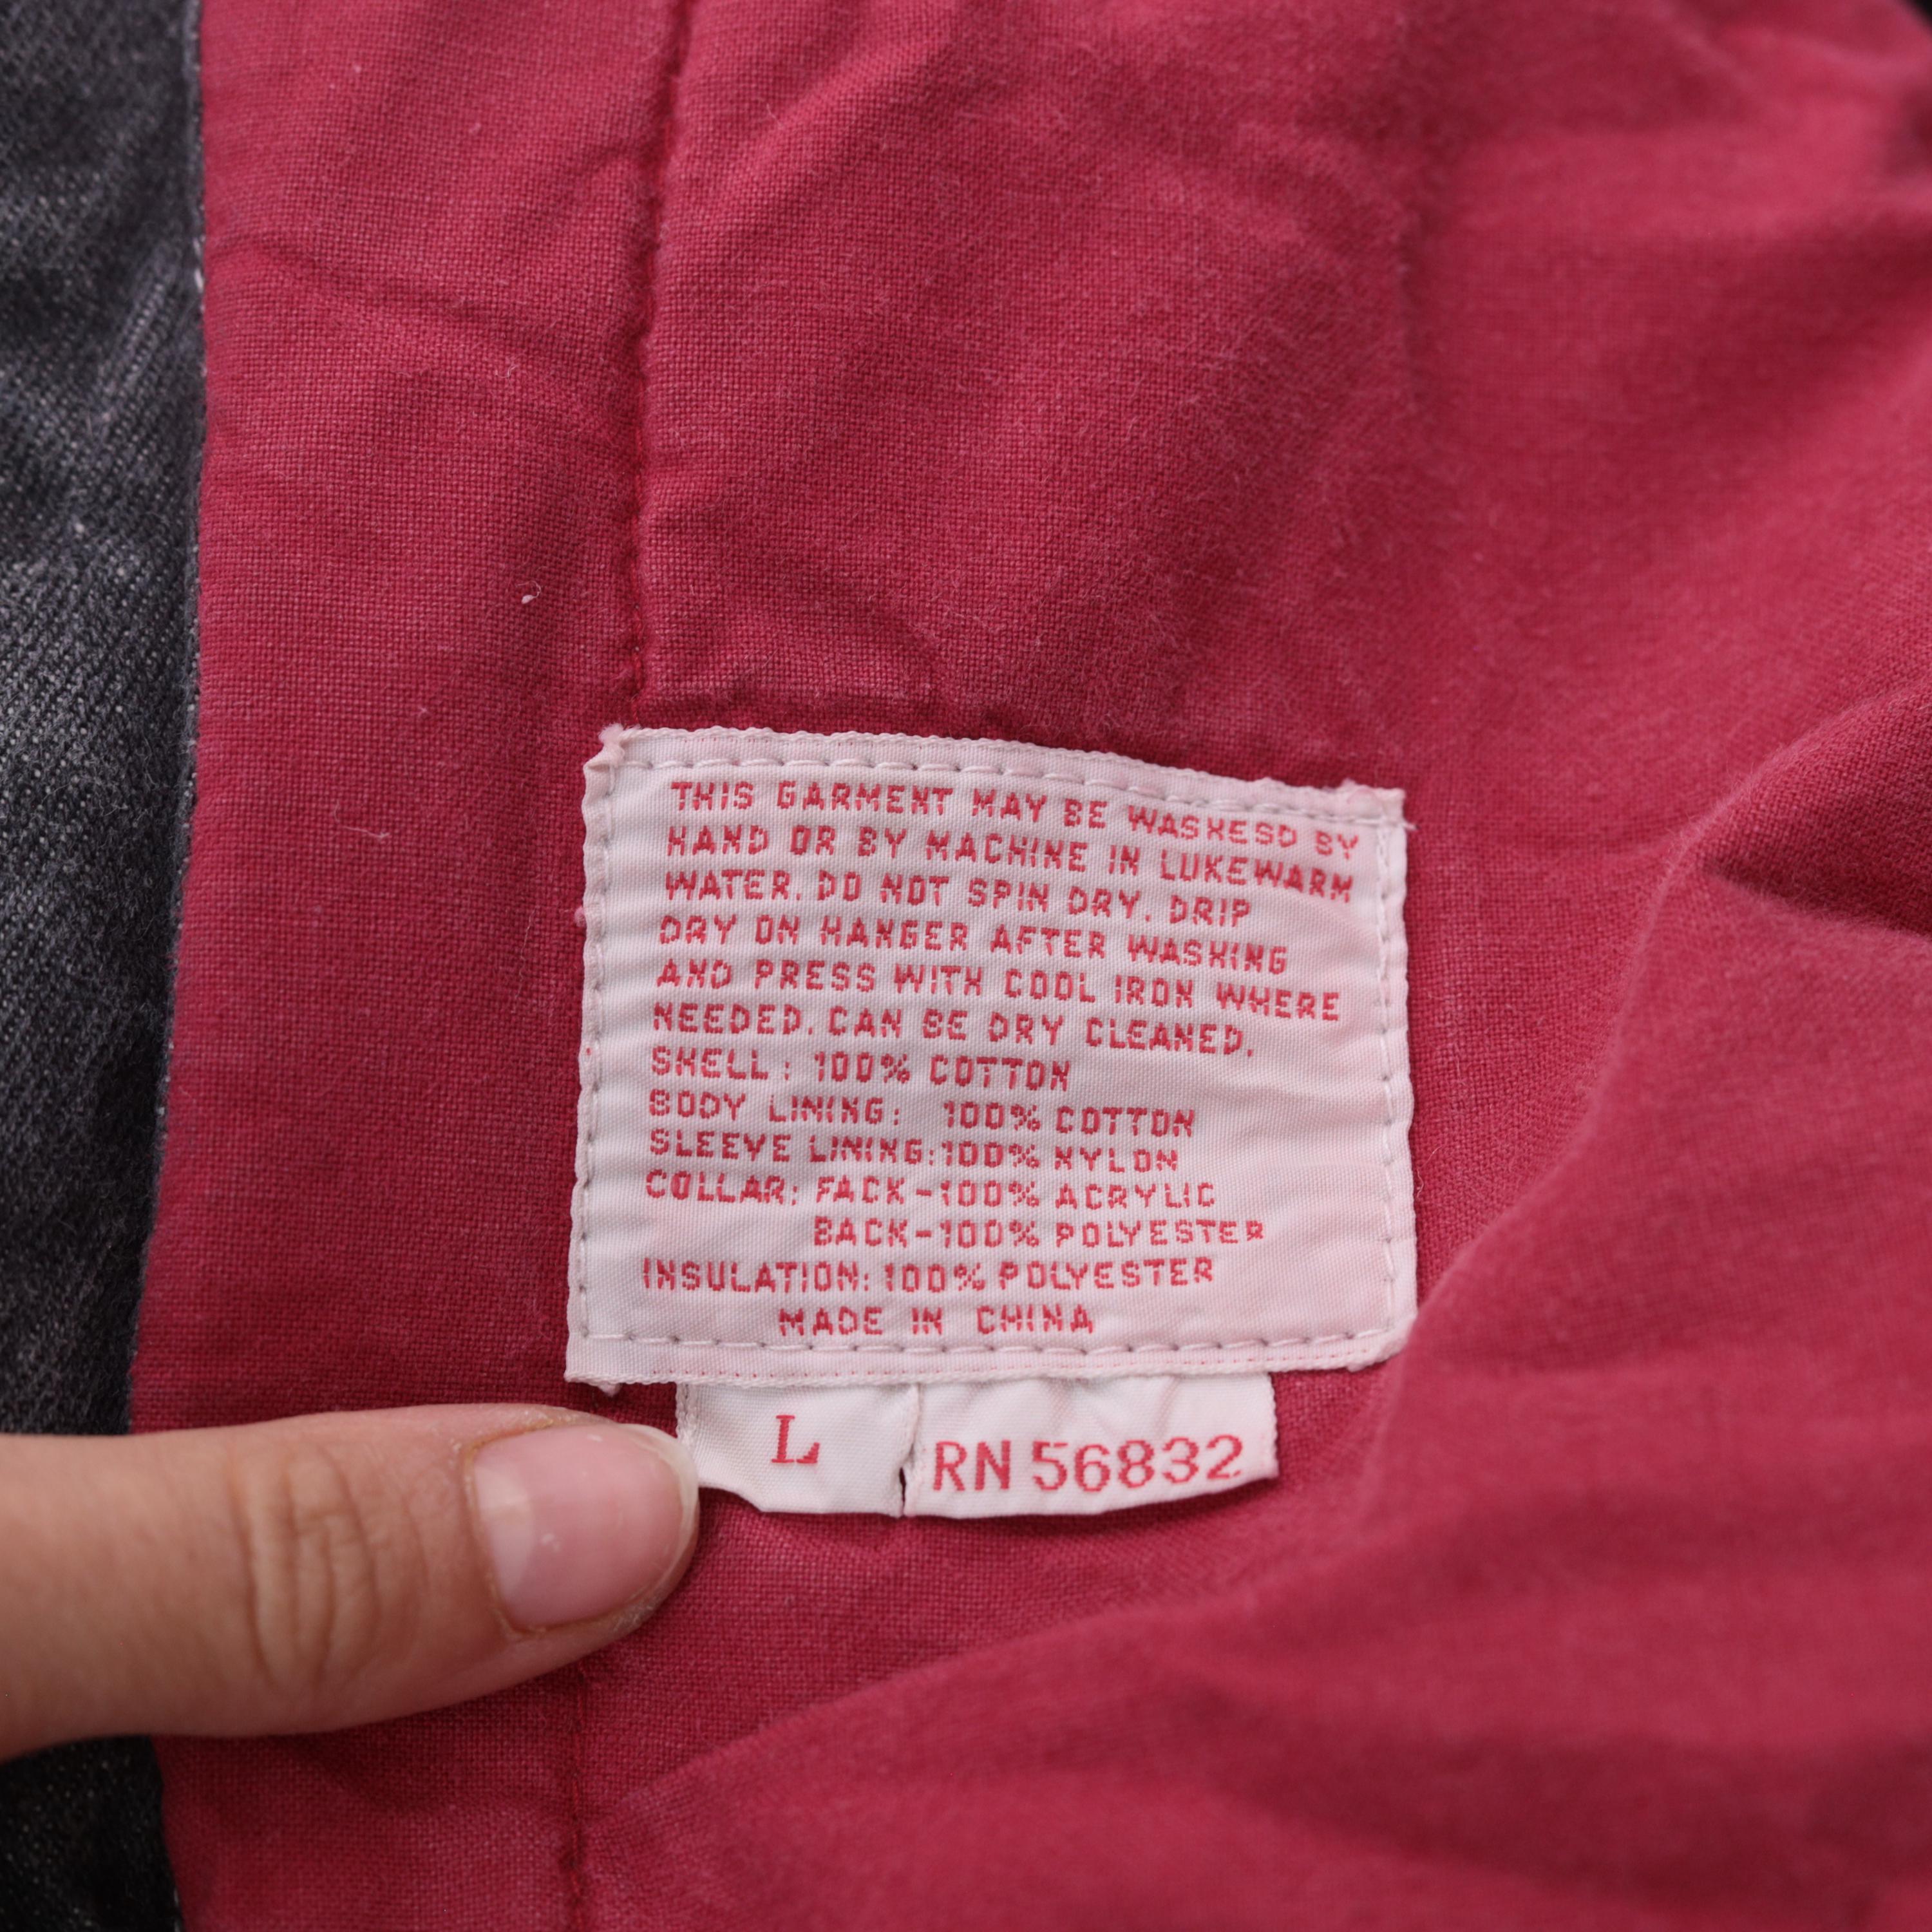 THIS GARMENT MAY BE WASHESD BY
HAND OR BY MACHINE IN LUKEWARM
WATER. DO NOT SPIN DRY. DRIP
DRY ON HANGER AFTER WASHING
AND PRESS WITH COOL IRON WHERE
NEEDED. CAN BE DRY CLEANED.
SHELL: 100% COTTON
BODY LINING: 100% COTTON
SLEEVE LINING: 100% NYLON
COLLAR: FACK-100% ACRYLIC
BACK-100% POLYESTER
INSULATION: 100% POLYESTER
MADE IN CHINA
L RN 56832